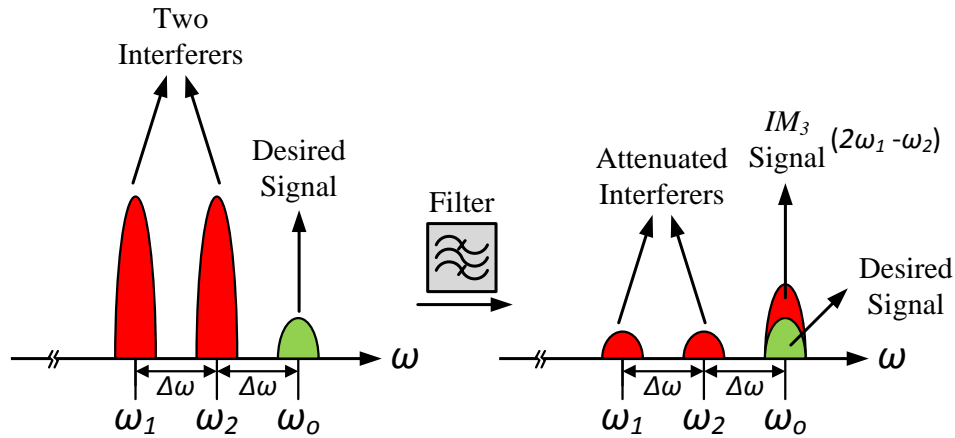 Two
Interferers
Desired
Signal
Δω
Δω
ω
ω1
ω2
ωo
Filter
Attenuated
Interferers
IM3
Signal
(2ω1 -ω2)
Desired
Signal
Δω
Δω
ω
ω1
ω2
ωo